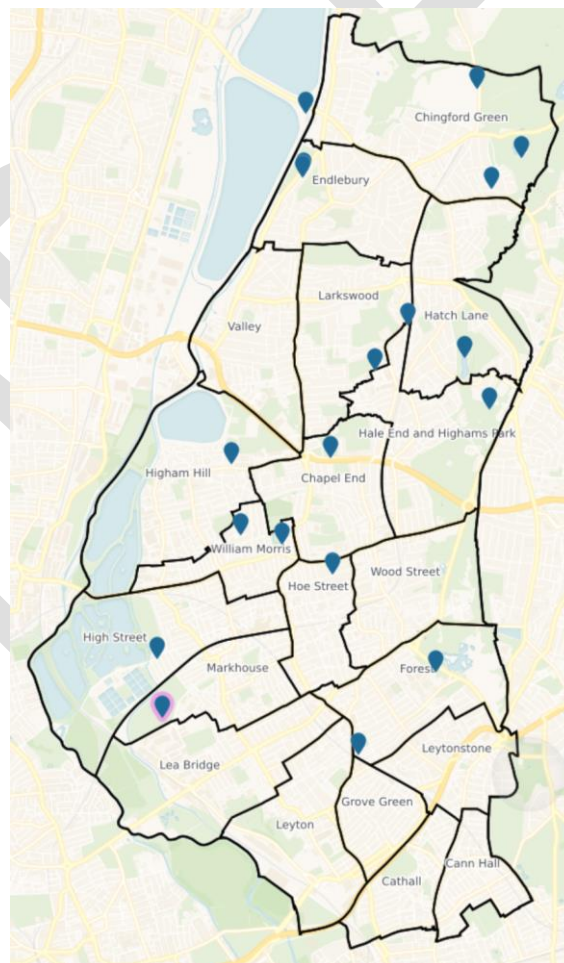 Chingford Green
Endlebury
Larkswood
Valley
Hatch Lane
Hale End and Highams Park
Higham Hill
Chapel End
William Morris
Hoe Street
Wood Street
High Street
Markhouse
Forest
Lea Bridge
Leytonstone
Grove Green
Leyton
Cann Hall
Cathall